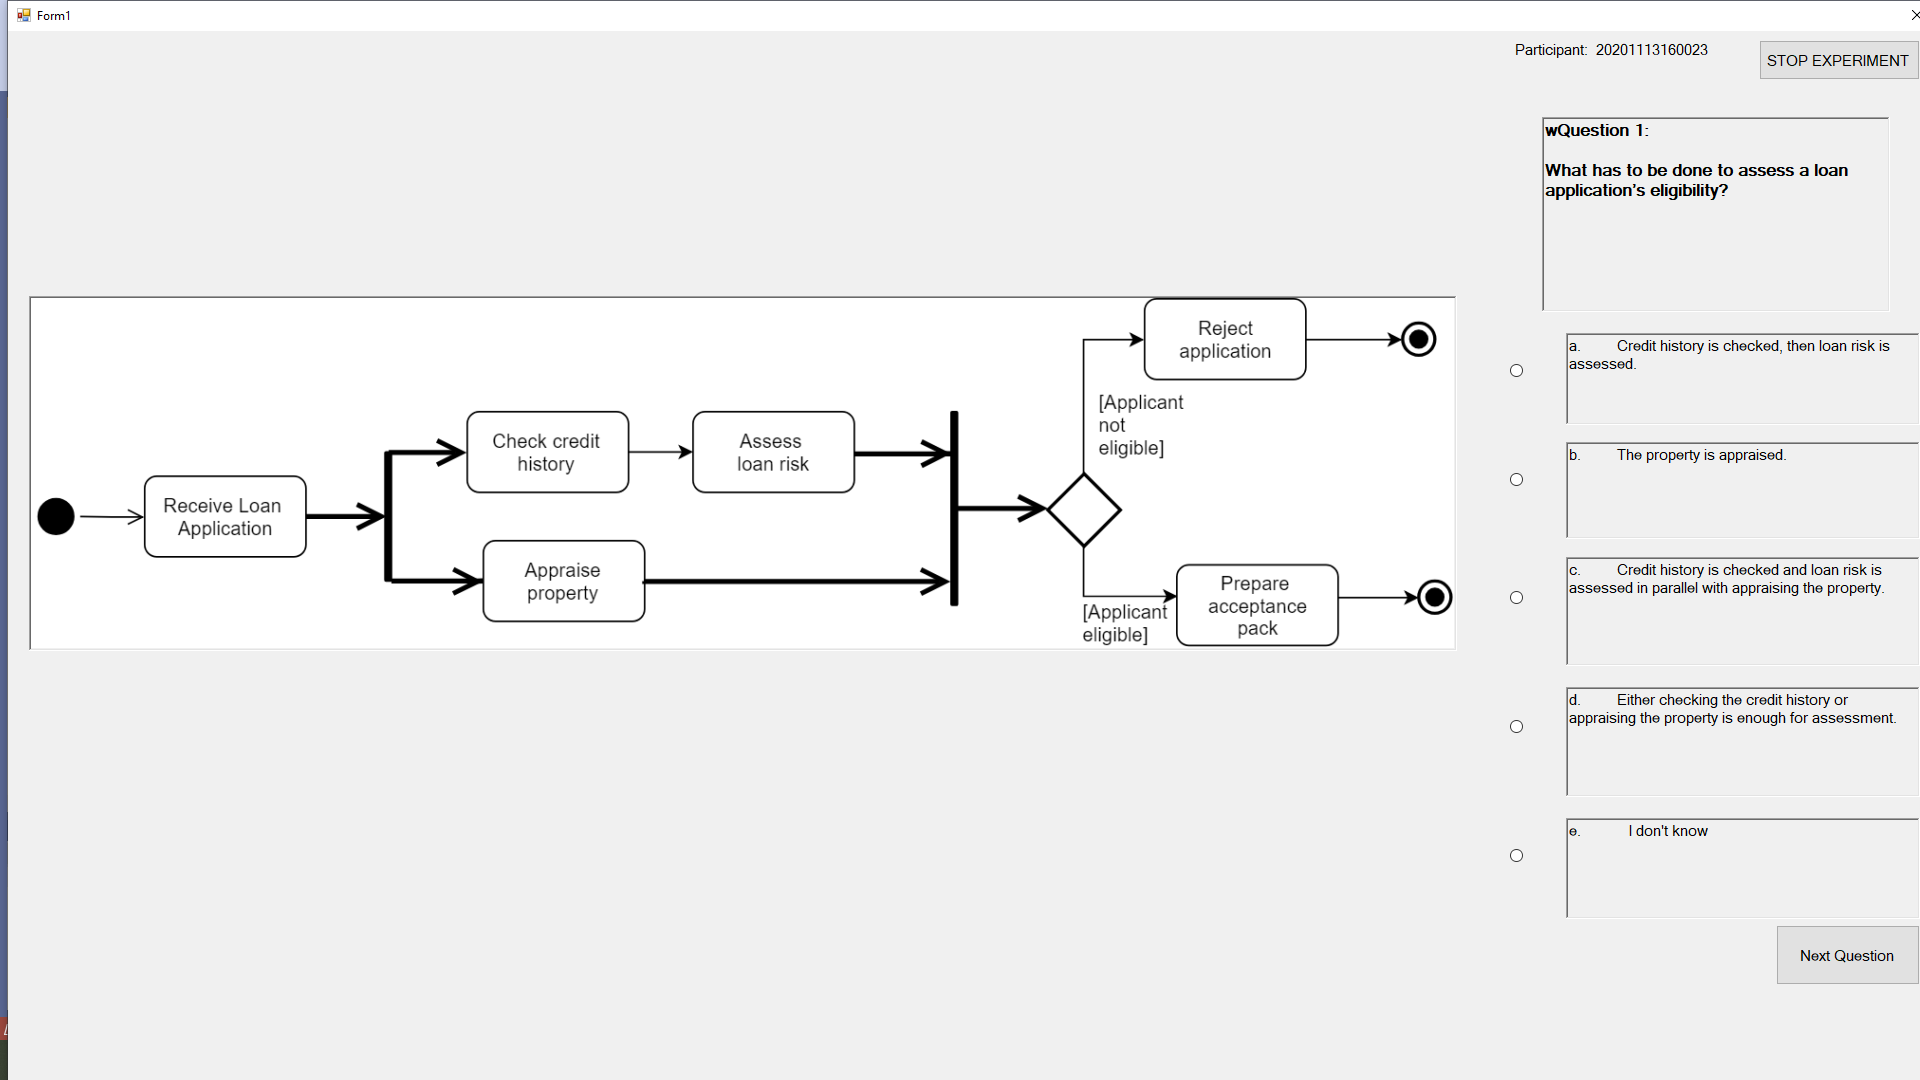 Form1
Participant: 20201113160023
STOP EXPERIMENT
wQuestion 1:
What has to be done to assess a loan
application's eligibility?
Receive Loan
Application
Check credit
history
Assess
loan risk
Appraise
property
Reject
application
[Applicant
not
eligible]
[Applicant
eligible]
Prepare
acceptance
pack
a. Credit history is checked, then loan risk is
assessed.
b. The property is appraised.
c. Credit history is checked and loan risk is
assessed in parallel with appraising the property.
d. Either checking the credit history or
appraising the property is enough for assessment.
e. I don't know
Next Question